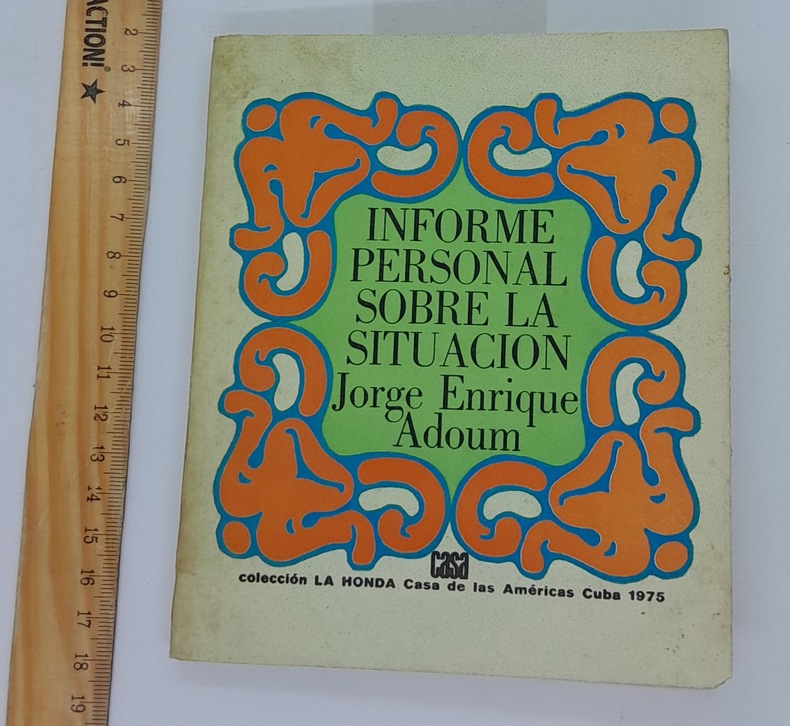 ACTION!
2
3
4
5
6
7
8
9
10
11
12
13
14
15
16
17
18
19
INFORME
PERSONAL
SOBRE LA
SITUACION
Jorge Enrique
Adoum
casa
colección LA HONDA Casa de las Américas Cuba 1975